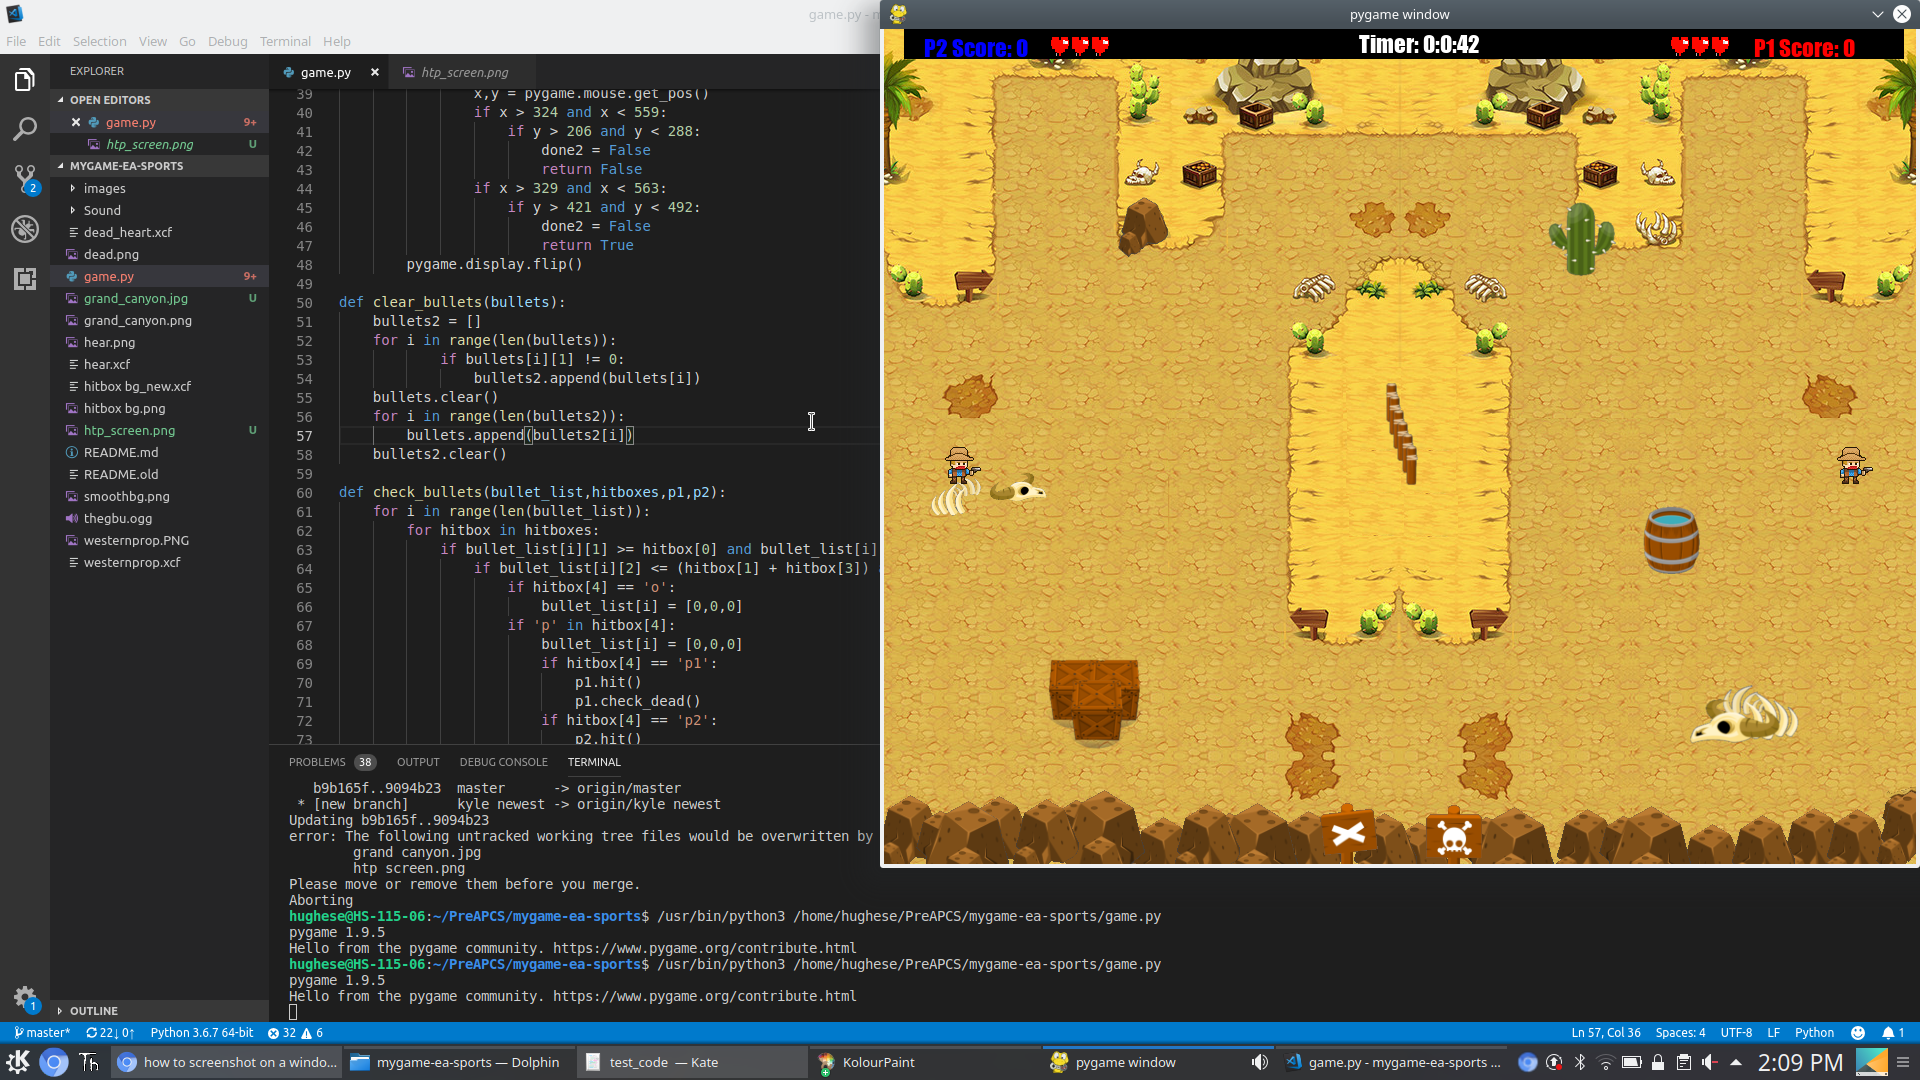 game.py - m
pygame window
File Edit Selection View Go Debug Terminal Help
P2 Score: 0
Timer: 0:0:42
P1 Score: 0
EXPLORER
OPEN EDITORS
game.py 9+
htp_screen.png U
MYGAME-EA-SPORTS
images
Sound
dead_heart.xcf
dead.png
game.py 9+
grand_canyon.jpg U
grand_canyon.png
hear.png
hear.xcf
hitbox bg_new.xcf
hitbox bg.png
htp_screen.png U
README.md
README.old
smoothbg.png
thegbu.ogg
westernprop.PNG
westernprop.xcf
OUTLINE
2
1
game.py htp_screen.png
39 x,y = pygame.mouse.get_pos()
40 if x > 324 and x < 559:
41 if y > 206 and y < 288:
42 done2 = False
43 return False
44 if x > 329 and x < 563:
45 if y > 421 and y < 492:
46 done2 = False
47 return True
48 pygame.display.flip()
49
50 def clear_bullets(bullets):
51 bullets2 = []
52 for i in range(len(bullets)):
53 if bullets[i][1] != 0:
54 bullets2.append(bullets[i])
55 bullets.clear()
56 for i in range(len(bullets2)):
57 bullets.append(bullets2[i])
58 bullets2.clear()
59
60 def check_bullets(bullet_list,hitboxes,p1,p2):
61 for i in range(len(bullet_list)):
62 for hitbox in hitboxes:
63 if bullet_list[i][1] >= hitbox[0] and bullet_list[i]
64 if bullet_list[i][2] <= (hitbox[1] + hitbox[3])
65 if hitbox[4] == 'o':
66 bullet_list[i] = [0,0,0]
67 if 'p' in hitbox[4]:
68 bullet_list[i] = [0,0,0]
69 if hitbox[4] == 'p1':
70 p1.hit()
71 p1.check_dead()
72 if hitbox[4] == 'p2':
73 p2.hit()
PROBLEMS 38 OUTPUT DEBUG CONSOLE TERMINAL
b9b165f..9094b23 master -> origin/master
* [new branch] kyle newest -> origin/kyle newest
Updating b9b165f..9094b23
error: The following untracked working tree files would be overwritten by
grand canyon.jpg
htp screen.png
Please move or remove them before you merge.
Aborting
hughese@HS-115-06:~/PreAPCS/mygame-ea-sports$ /usr/bin/python3 /home/hughese/PreAPCS/mygame-ea-sports/game.py
pygame 1.9.5
Hello from the pygame community. https://www.pygame.org/contribute.html
hughese@HS-115-06:~/PreAPCS/mygame-ea-sports$ /usr/bin/python3 /home/hughese/PreAPCS/mygame-ea-sports/game.py
pygame 1.9.5
Hello from the pygame community. https://www.pygame.org/contribute.html
master* 22↓ 0↑ Python 3.6.7 64-bit 32 6 Ln 57, Col 36 Spaces: 4 UTF-8 LF Python 1
how to screenshot on a windo... mygame-ea-sports — Dolphin test_code — Kate KolourPaint pygame window game.py - mygame-ea-sports ... 2:09 PM